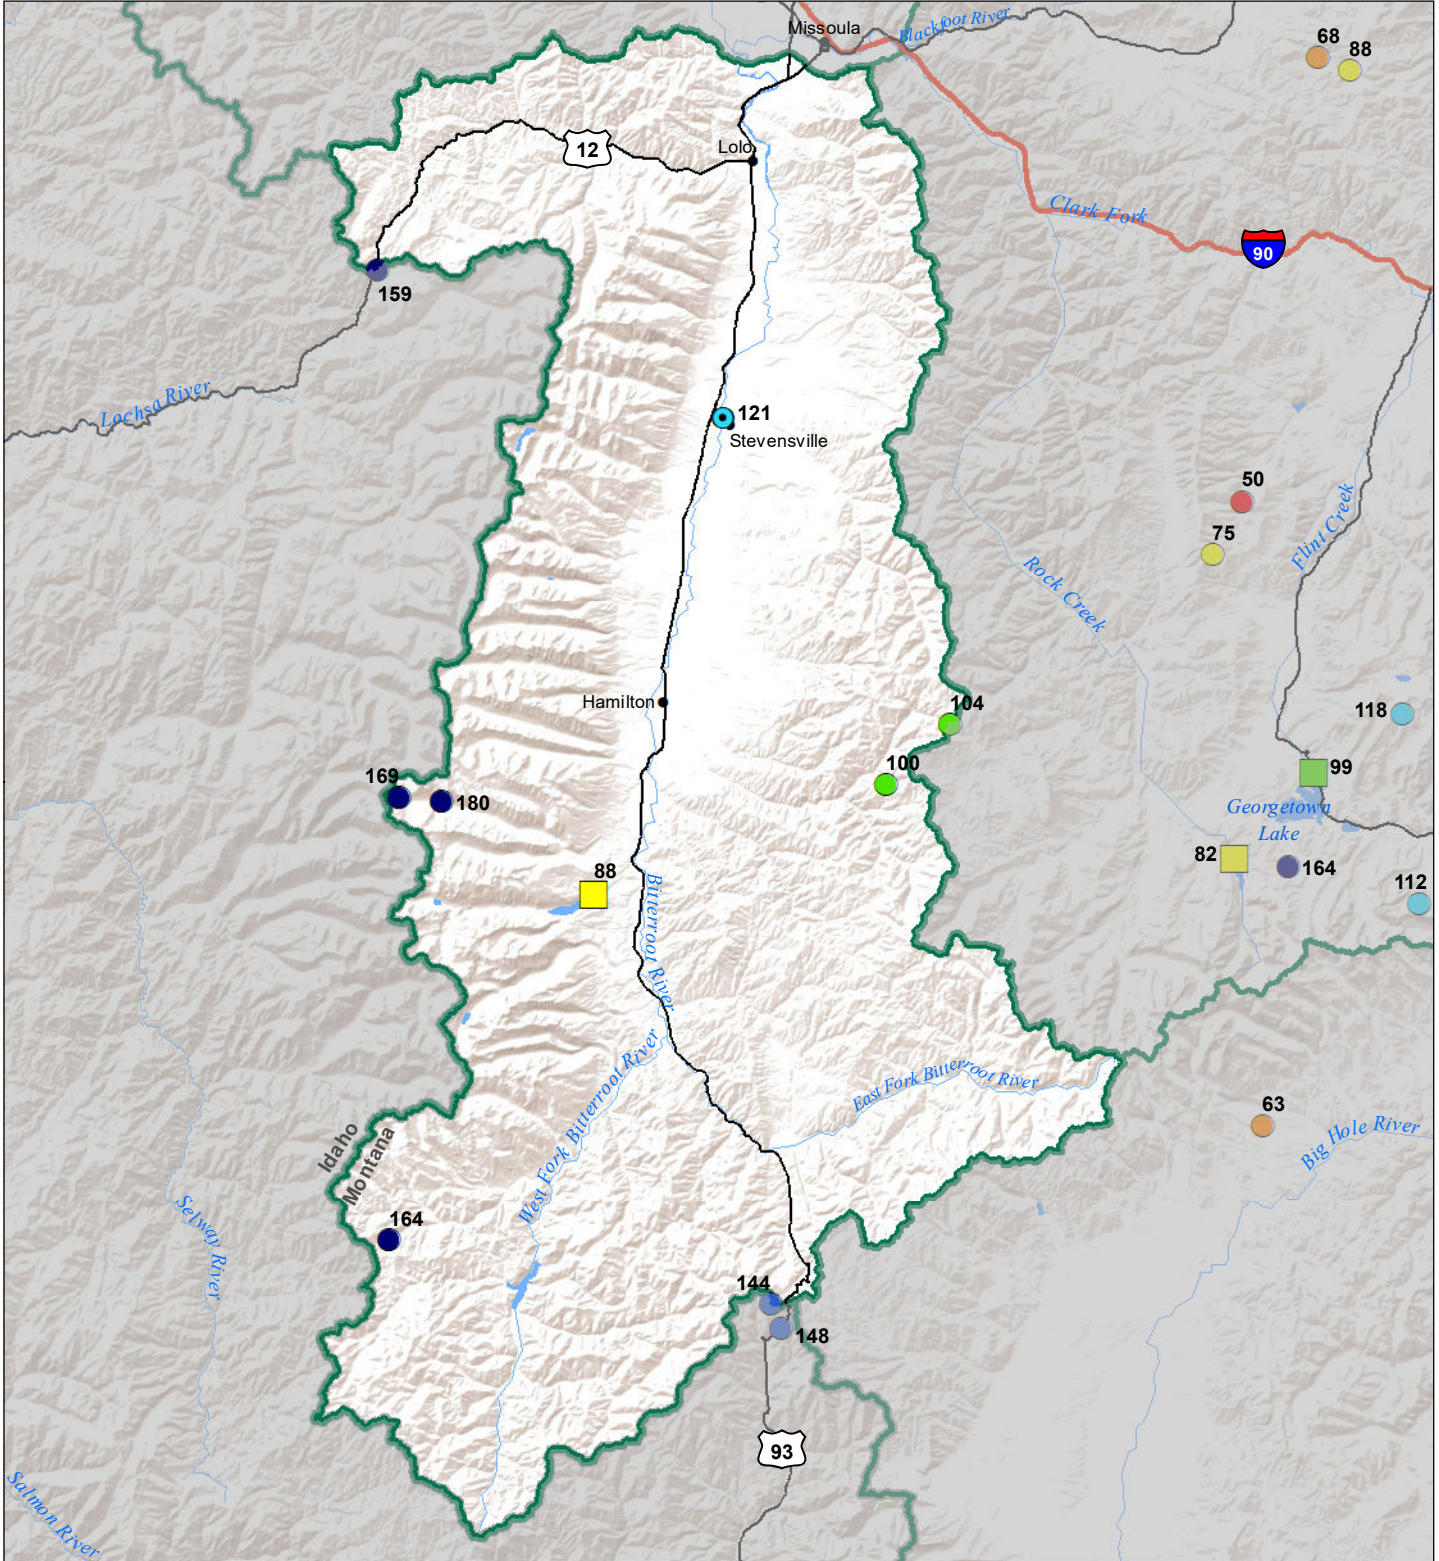 Missoula
Blackfoot River
68
88
12
Lolo
Clark Fork
90
159
Lochsa River
121
Stevensville
50
75
Flint Creek
Rock Creek
Hamilton
104
118
100
99
169
180
Georgetown
Lake
82
164
88
112
Bitterroot River
West Fork Bitterroot River
East Fork Bitterroot River
63
Big Hole River
Idaho
Montana
Selway River
164
144
148
93
Salmon River